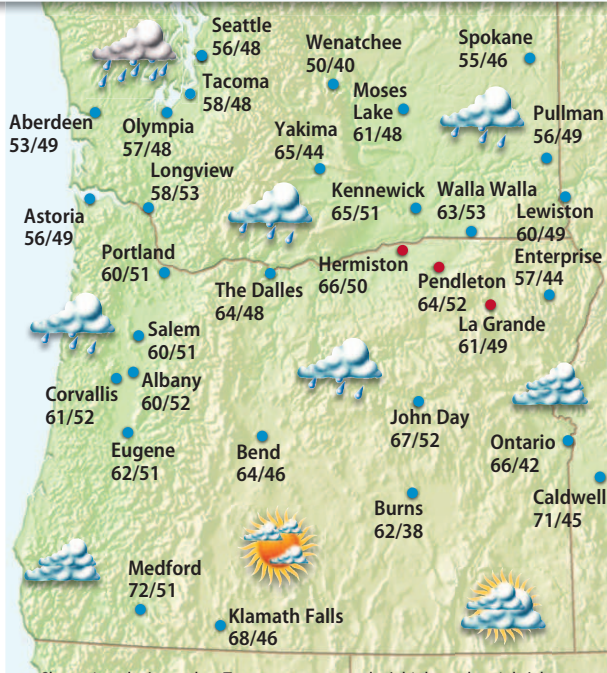 Seattle
56/48
Wenatchee
50/40
Spokane
55/46
Tacoma
58/48
Moses
Lake
61/48
Pullman
56/49
Aberdeen
53/49
Olympia
57/48
Yakima
65/44
Longview
58/53
Kennewick
65/51
Walla Walla
63/53
Lewiston
60/49
Astoria
56/49
Portland
60/51
The Dalles
64/48
Hermiston
66/50
Pendleton
64/52
Enterprise
57/44
La Grande
61/49
Salem
60/51
Corvallis
61/52
Albany
60/52
John Day
67/52
Eugene
62/51
Bend
64/46
Ontario
66/42
Burns
62/38
Caldwell
71/45
Medford
72/51
Klamath Falls
68/46